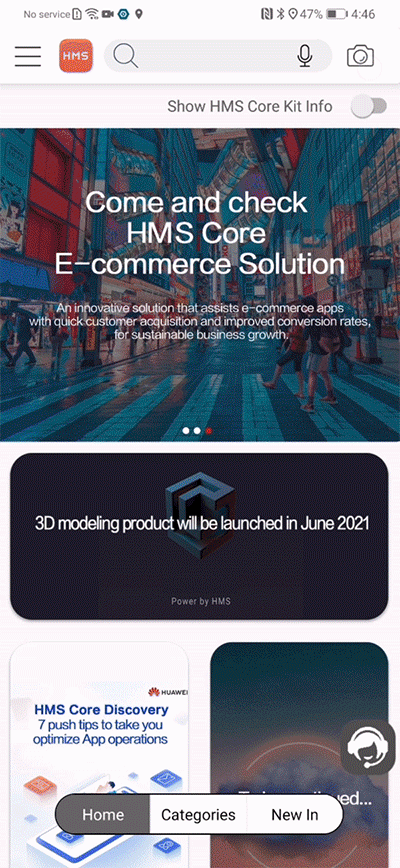 No service 47% 4:46
HMS
Show HMS Core Kit Info
Come and check
HMS Core
E-commerce Solution
An innovative solution that assists e-commerce apps
with quick customer acquisition and improved conversion rates,
for sustainable business growth.
3D modeling product will be launched in June 2021
Power by HMS
HUAWEI
HMS Core Discovery
7 push tips to take you
optimize App operations
Home Categories New In